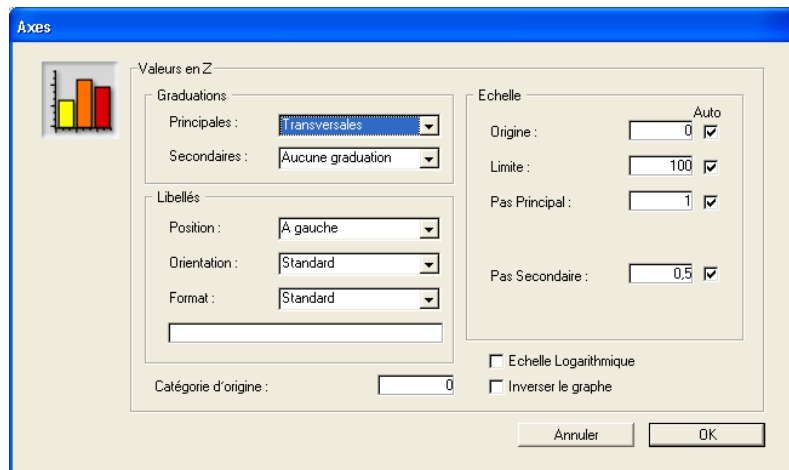 Axes
Valeurs en Z
Graduations
Principales : Transversales
Secondaires : Aucune graduation
Libellés
Position : A gauche
Orientation : Standard
Format : Standard
Catégorie d'origine : 0
Echelle
Auto
Origine : 0
Limite : 100
Pas Principal : 1
Pas Secondaire : 0,5
Echelle Logarithmique
Inverser le graphe
Annuler
OK